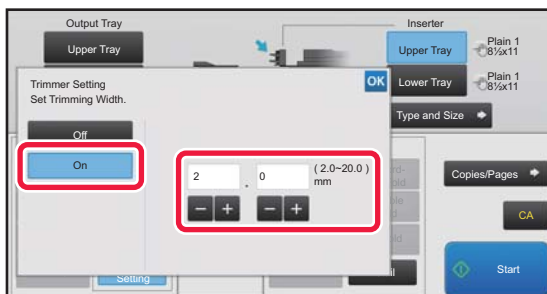 Output Tray
Inserter
Upper Tray
Upper Tray
Plain 1
8½x11
Lower Tray
Plain 1
8½x11
Trimmer Setting
OK
Set Trimming Width.
Type and Size
Off
On
2 . 0 ( 2.0~20.0 )
mm
Copies/Pages
− + − +
CA
Setting
Start